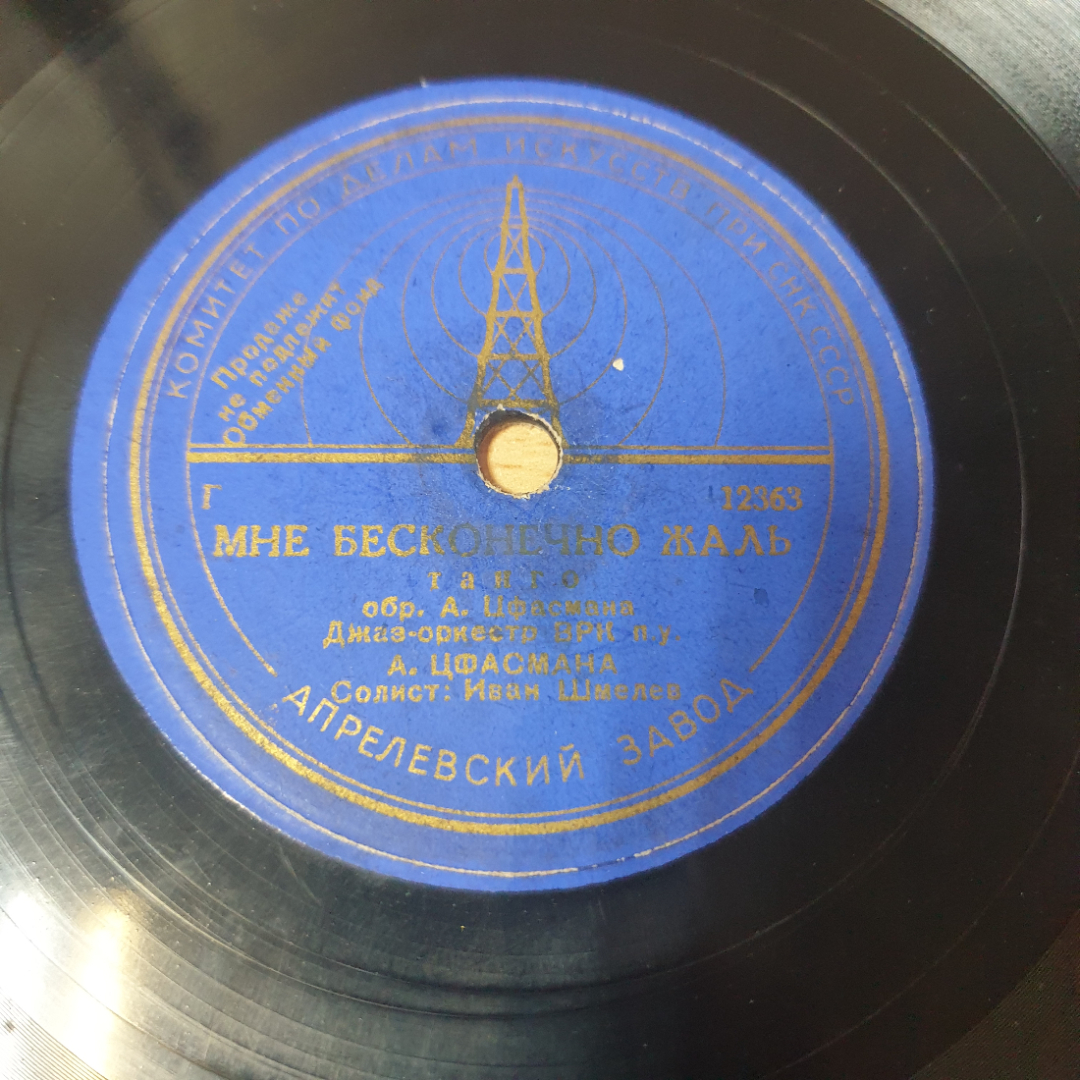 КОМИТЕТ ПО ДЕЛАМ ИСКУССТВ ПРИ СНК СССР
Продаже
не подлежит
Обменный фонд
Г 12363
МНЕ БЕСКОНЕЧНО ЖАЛЬ
танго
обр. А. Цфасмана
Джаз-оркестр ВРК п.у.
А. ЦФАСМАНА
Солист: Иван Шмелев
АПРЕЛЕВСКИЙ ЗАВОД